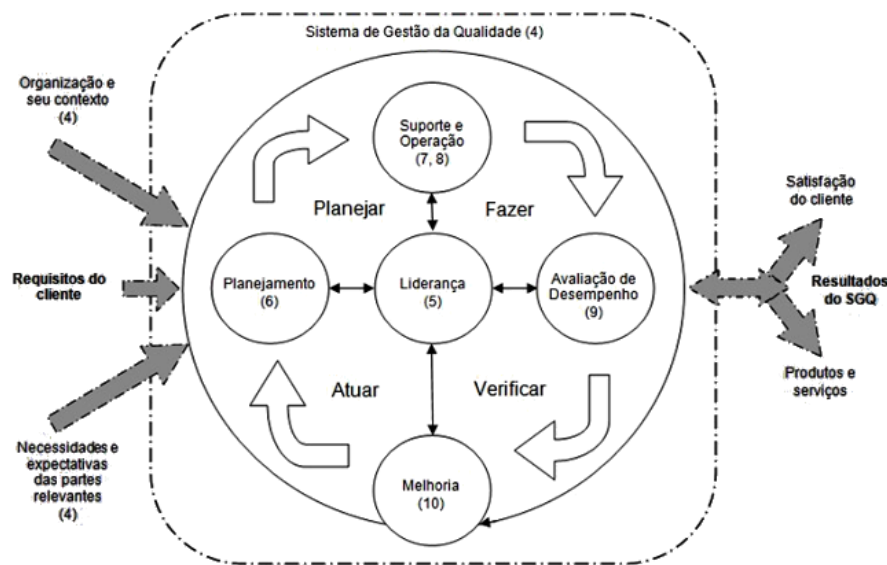 Sistema de Gestão da Qualidade (4)
Organização e
seu contexto
(4)
Suporte e
Operação
(7, 8)
Satisfação
do cliente
Planejar
Fazer
Requisitos do
cliente
Planejamento
(6)
Liderança
(5)
Avaliação de
Desempenho
(9)
Resultados
do SGQ
Atuar
Verificar
Produtos e
serviços
Necessidades e
expectativas
das partes
relevantes
(4)
Melhoria
(10)